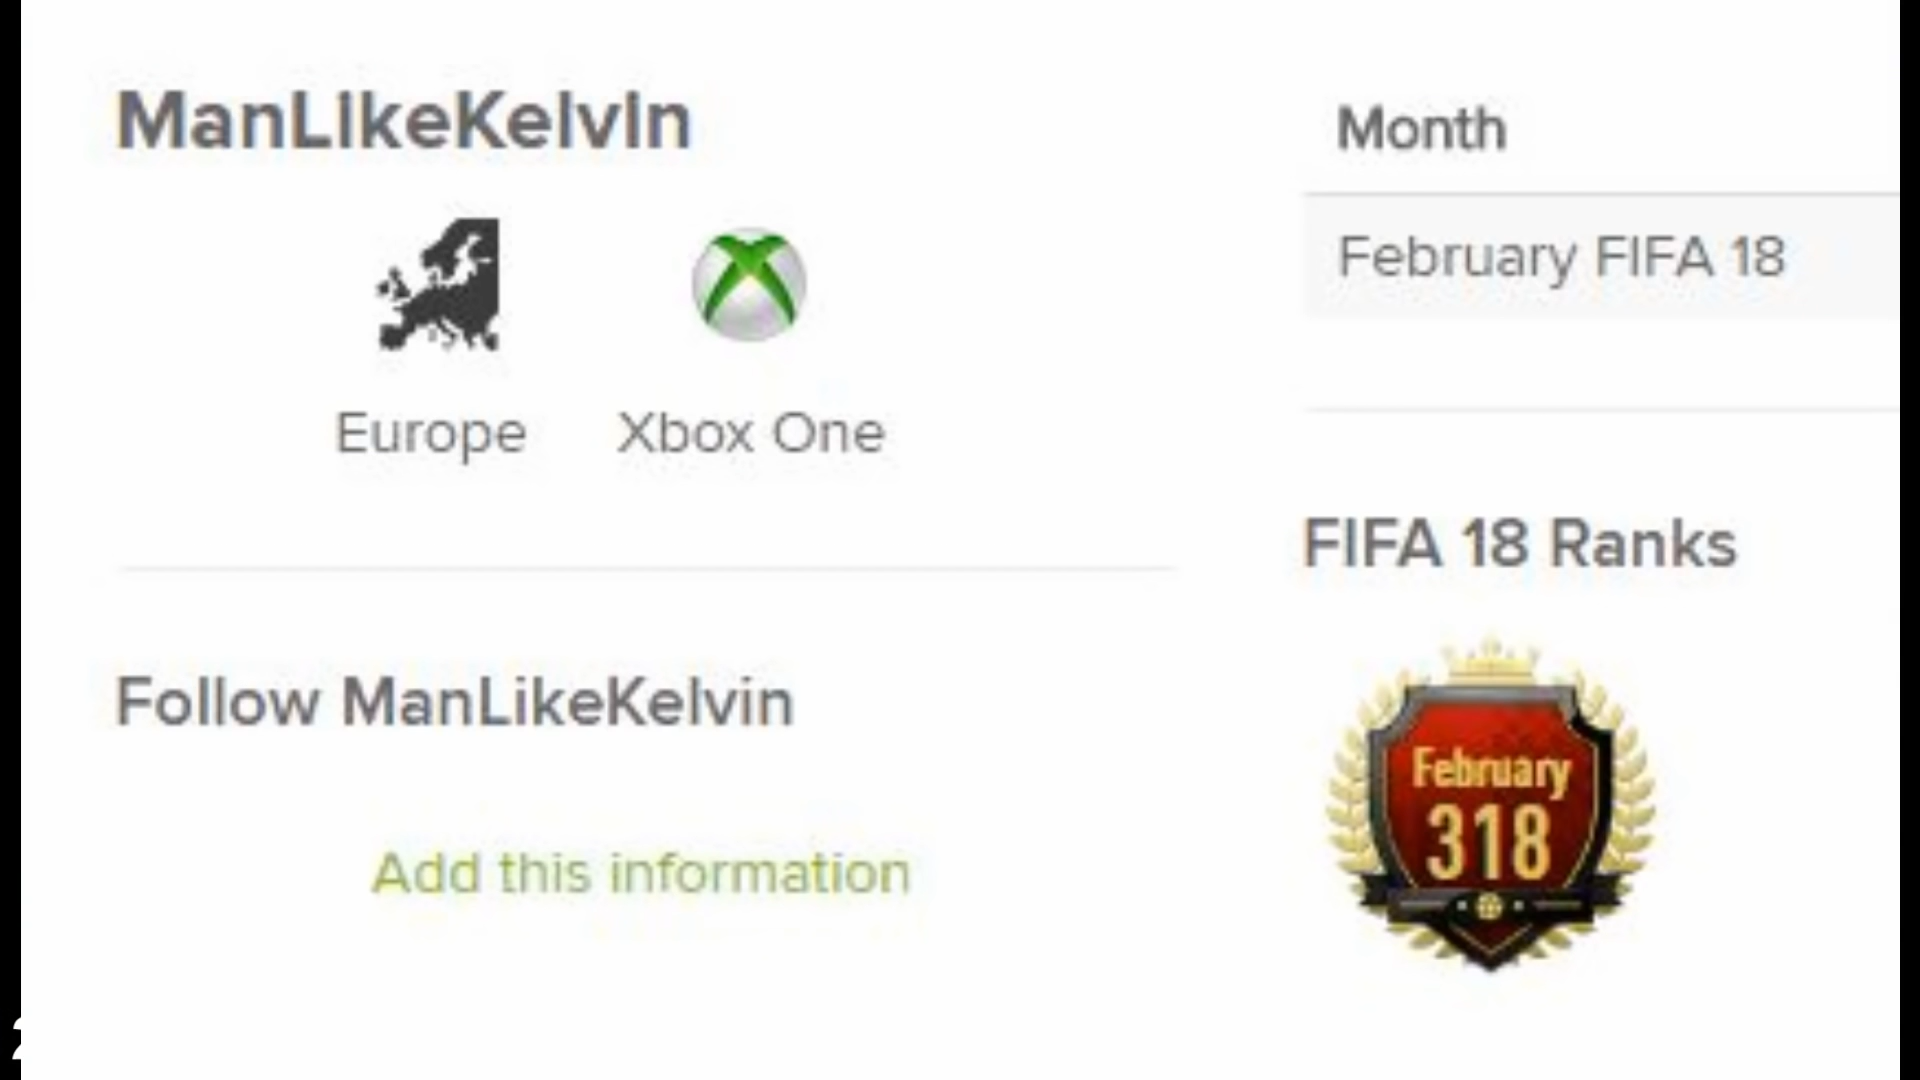 ManLikeKelvin
Europe
Xbox One
Follow ManLikeKelvin
Add this information
Month
February FIFA 18
FIFA 18 Ranks
February
318